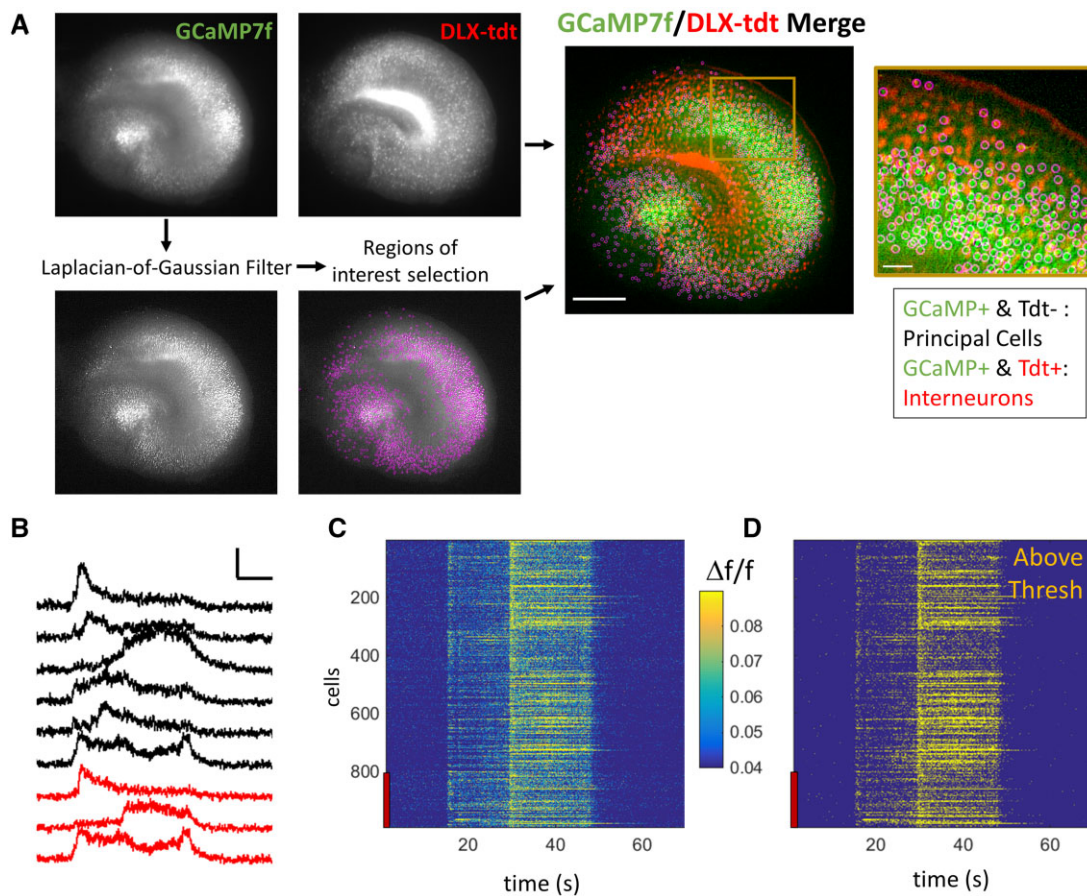 A
GCaMP7f
DLX-tdt
GCaMP7f/DLX-tdt Merge
Laplacian-of-Gaussian Filter
Regions of
interest selection
GCaMP+ & Tdt- :
Principal Cells
GCaMP+ & Tdt+:
Interneurons
B
C
cells
200
400
600
800
20
40
60
time (s)
Δf/f
0.08
0.07
0.06
0.05
0.04
D
Above
Thresh
20
40
60
time (s)